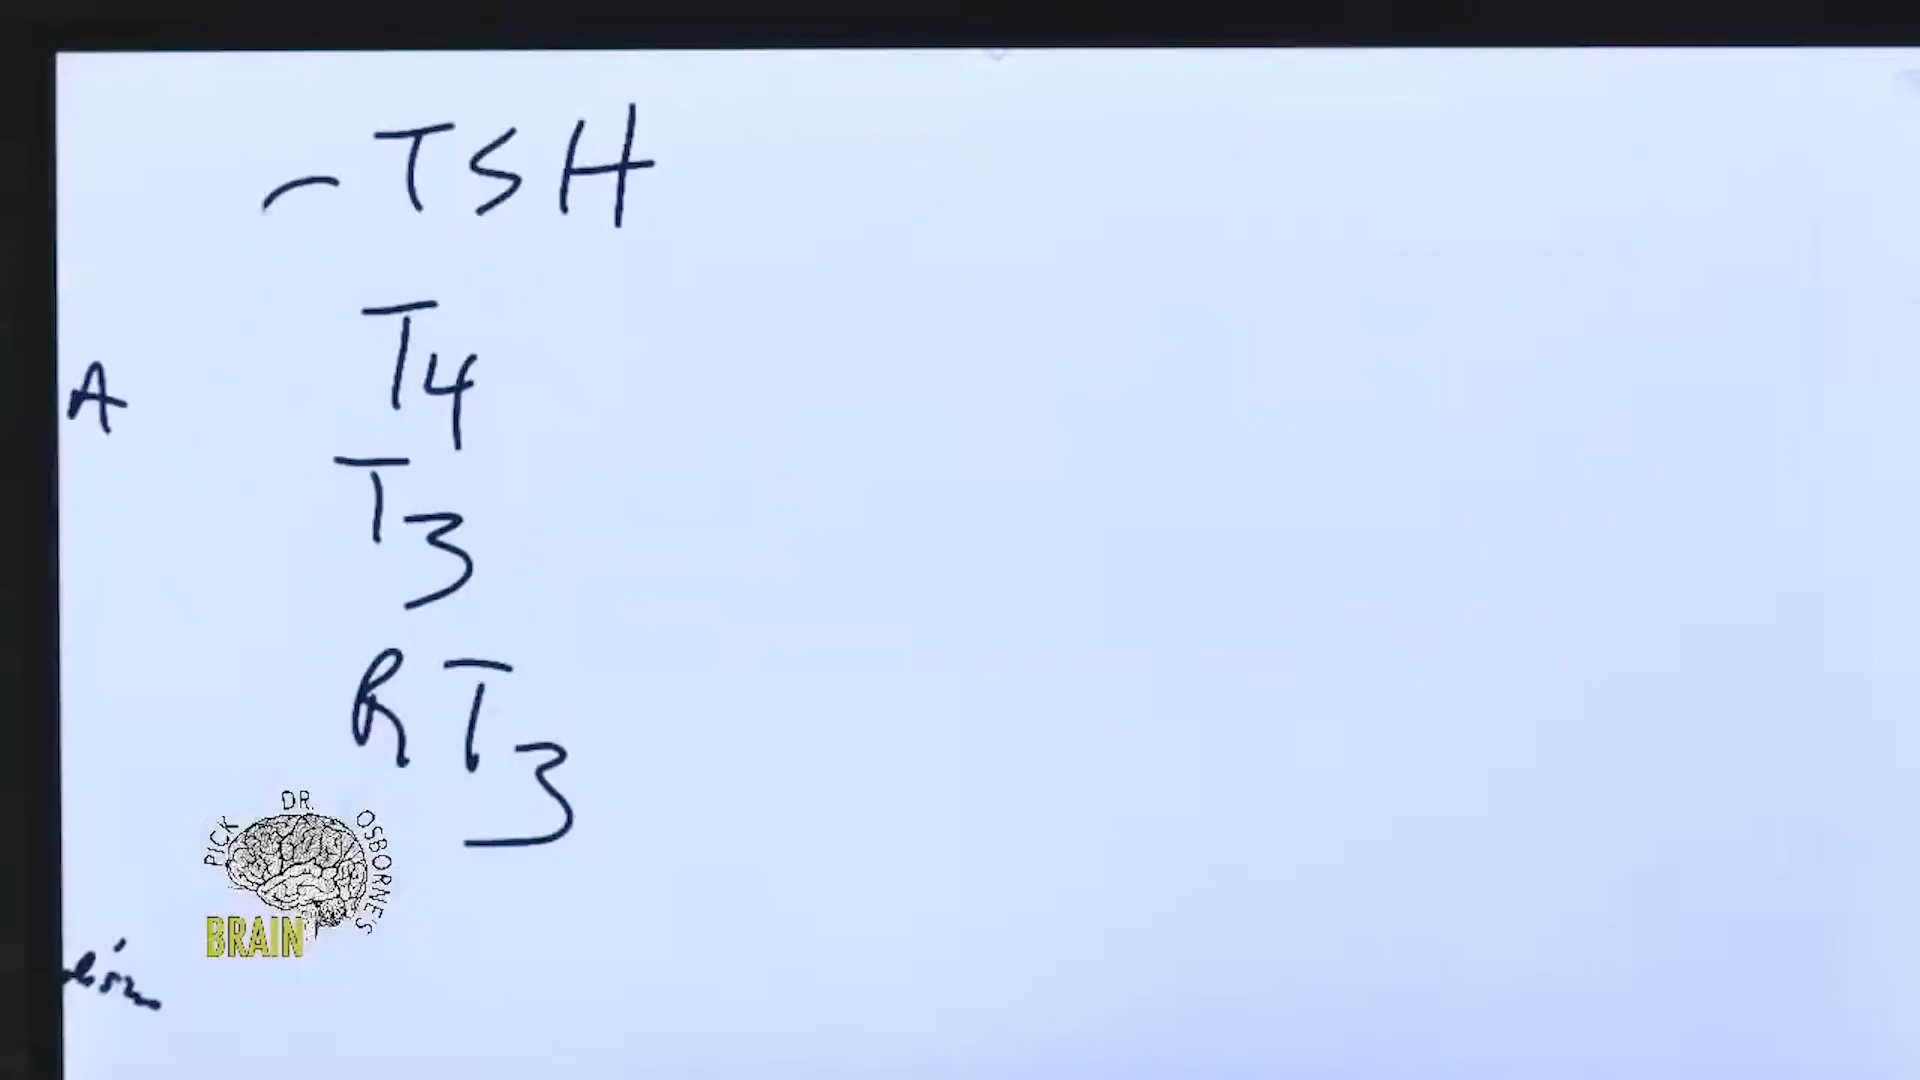 - TSH
T4
A
T3
RT3
PICK DR. OSBORNE'S
BRAIN